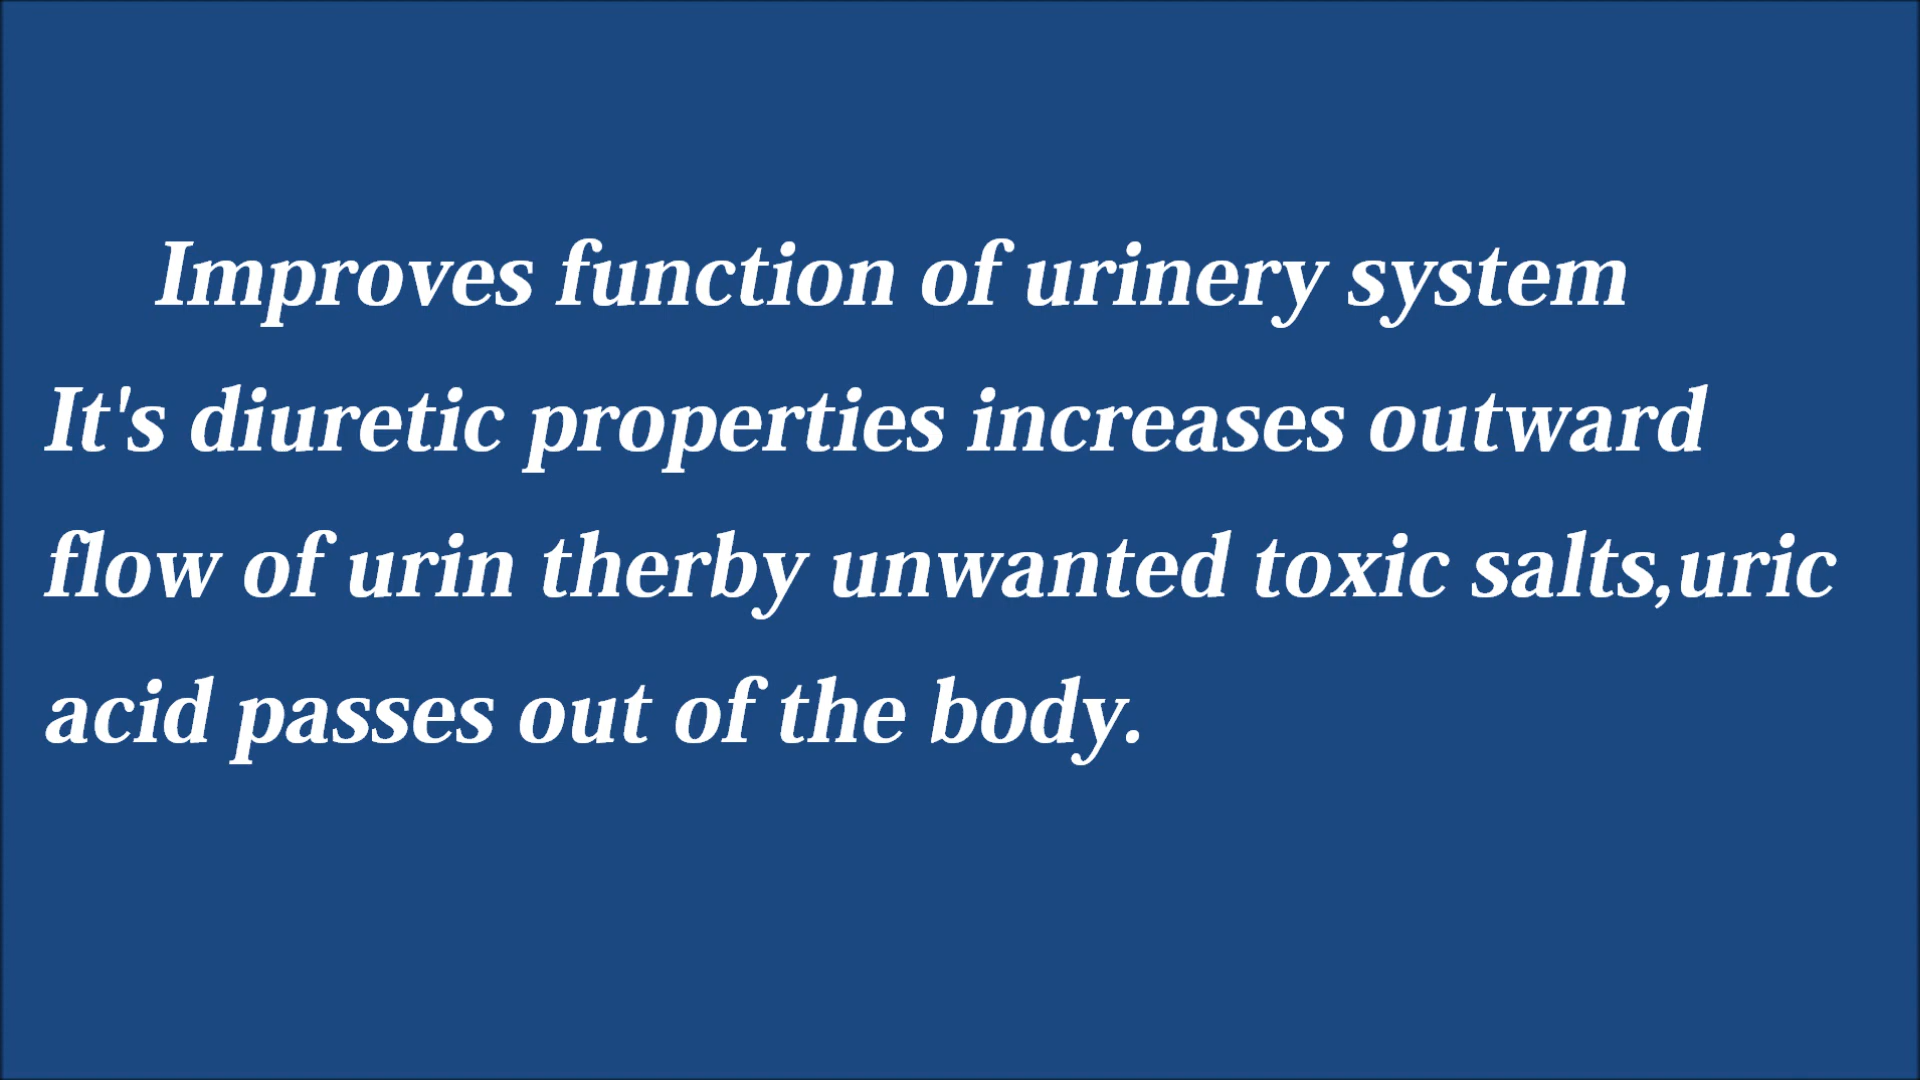 Improves function of urinery system
It's diuretic properties increases outward
flow of urin therby unwanted toxic salts,uric
acid passes out of the body.